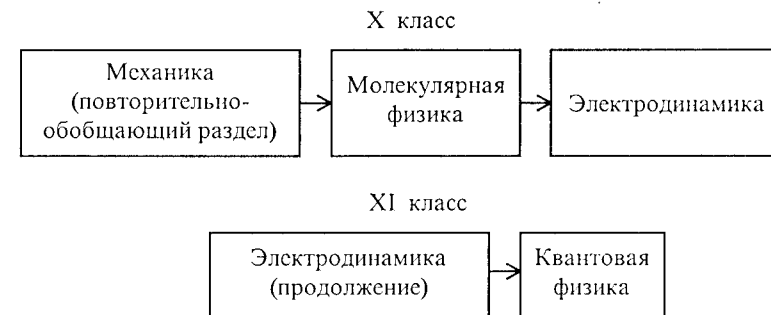 X класс
Механика
(повторительно-
обобщающий раздел)
Молекулярная
физика
Электродинамика
XI класс
Электродинамика
(продолжение)
Квантовая
физика